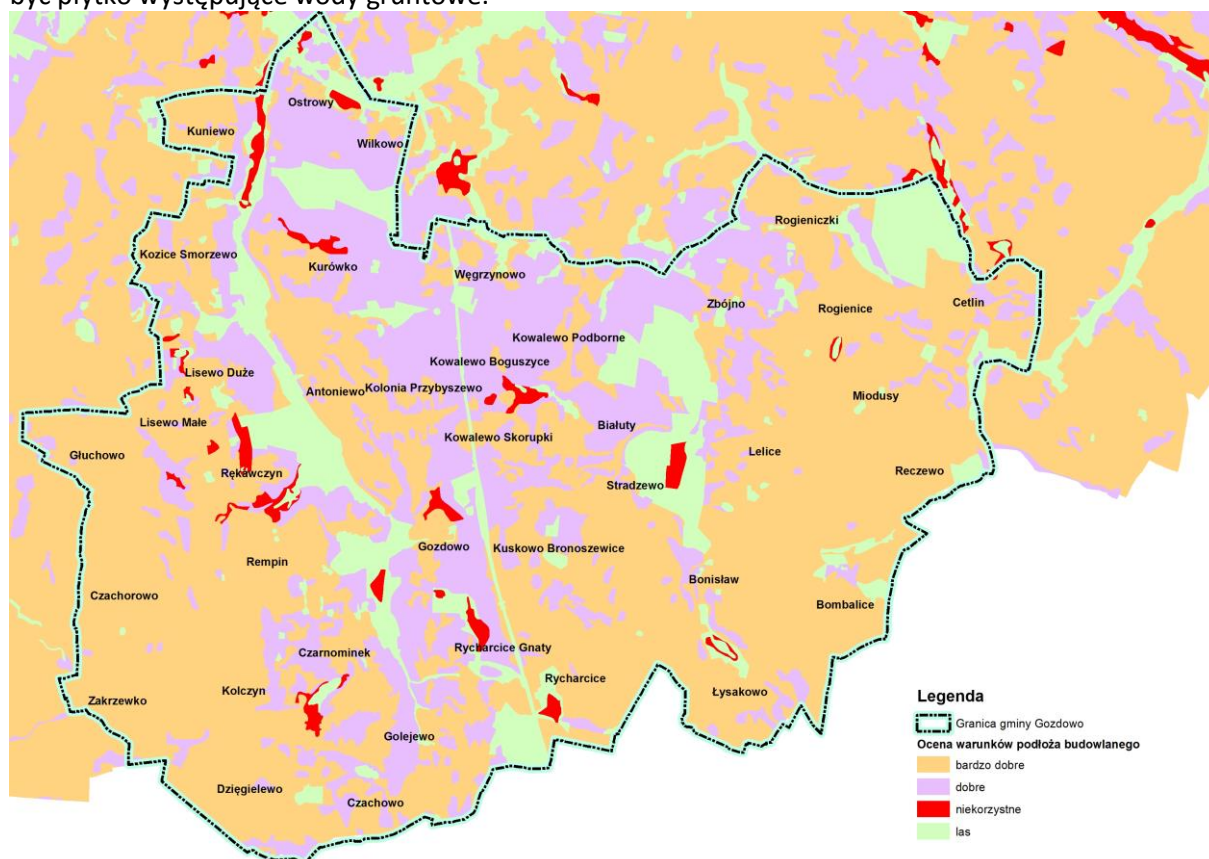 być płytko występujące wody gruntowe.
Ostrowy
Kuniewo
Wilkowo
Rogieniczki
Kozice Smorzewo
Kurówko
Węgrzynowo
Zbójno
Rogienice
Cetlin
Kowalewo Podborne
Kowalewo Boguszyce
Lisewo Duże
Antoniewo
Kolonia Przybyszewo
Miodusy
Lisewo Małe
Białuty
Kowalewo Skorupki
Głuchowo
Lelice
Rękawczyn
Reczewo
Stradzewo
Gozdowo
Kuskowo Bronoszewice
Rempin
Bonisław
Czachorowo
Bombalice
Rycharcice Gnaty
Czarnominek
Rycharcice
Kolczyn
Łysakowo
Zakrzewko
Golejewo
Dzięgielewo
Czachowo
Legenda
Granica gminy Gozdowo
Ocena warunków podłoża budowlanego
bardzo dobre
dobre
niekorzystne
las